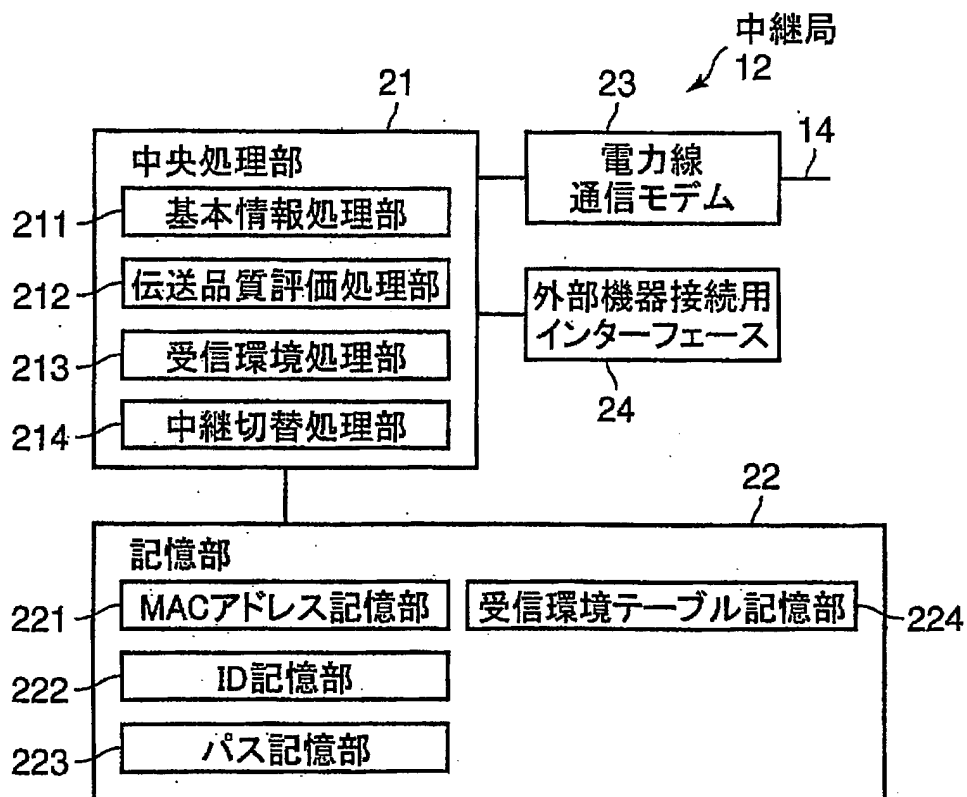 中継局
12
21
23
14
中央処理部
電力線
通信モデム
211
基本情報処理部
212
伝送品質評価処理部
外部機器接続用
インターフェース
213
受信環境処理部
24
214
中継切替処理部
22
記憶部
221
MACアドレス記憶部
受信環境テーブル記憶部
224
222
ID記憶部
223
パス記憶部